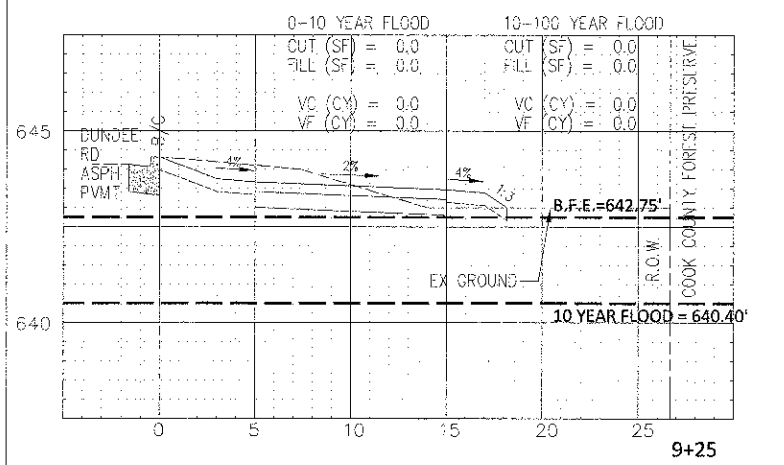 0-10 YEAR FLOOD
CUT (SF) = 0.0
FILL (SF) = 0.0
VC (CY) = 0.0
VF (CY) = 0.0
10-100 YEAR FLOOD
CUT (SF) = 0.0
FILL (SF) = 0.0
VC (CY) = 0.0
VF (CY) = 0.0
645
DUNDEE
RD
ASPH
PVMT
B/C
4%
2%
4%
1:3
B.F.E.=642.75'
EX GROUND
R.O.W.
COOK COUNTY FOREST PRESERVE
640
10 YEAR FLOOD = 640.40'
0
5
10
15
20
25
9+25